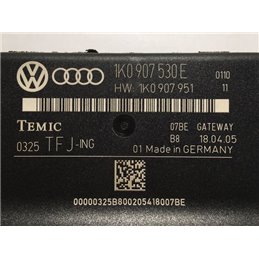 1K0 907 530 E
0110
HW: 1K0 907 951
11
TEMIC
07BE GATEWAY
B8 18.04.05
0325 TFJ-ING
01 Made in GERMANY
00000325B800205418007BE